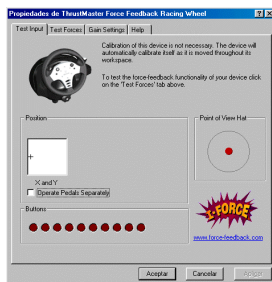 Propiedades de ThrustMaster Force Feedback Racing Wheel
Test Input
Test Forces
Gain Settings
Help
Calibration of this device is not necessary. The device will
automatically calibrate itself as it is moved throughout its
workspace.
To test the force-feedback functionality of your device click
on the 'Test Forces' tab above.
Position
X and Y
Operate Pedals Separately
Point of View Hat
Buttons
I-FORCE
www.force-feedback.com
Aceptar
Cancelar
Aplicar